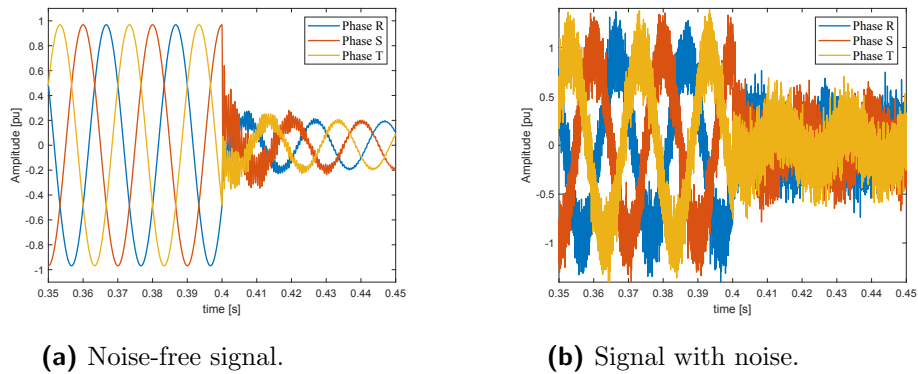 1
0.8
0.6
0.4
0.2
0
-0.2
-0.4
-0.6
-0.8
-1
Amplitude [pu]
Phase R
Phase S
Phase T
0.35 0.36 0.37 0.38 0.39 0.4 0.41 0.42 0.43 0.44 0.45
time [s]
(a) Noise-free signal.
1
0.5
0
-0.5
-1
Amplitude [pu]
Phase R
Phase S
Phase T
0.35 0.36 0.37 0.38 0.39 0.4 0.41 0.42 0.43 0.44 0.45
time [s]
(b) Signal with noise.